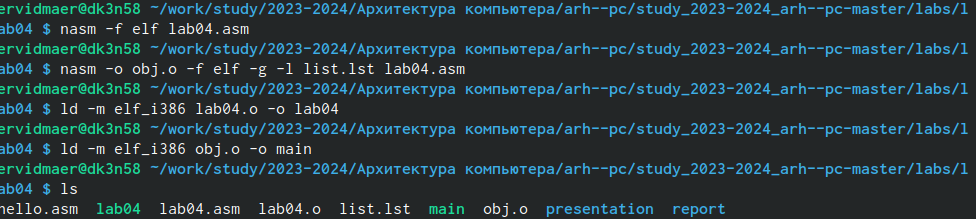 ervidmaer@dk3n58 ~/work/study/2023-2024/Архитектура компьютера/arh--pc/study_2023-2024_arh--pc-master/labs/l
ab04 $ nasm -f elf lab04.asm
ervidmaer@dk3n58 ~/work/study/2023-2024/Архитектура компьютера/arh--pc/study_2023-2024_arh--pc-master/labs/l
ab04 $ nasm -o obj.o -f elf -g -l list.lst lab04.asm
ervidmaer@dk3n58 ~/work/study/2023-2024/Архитектура компьютера/arh--pc/study_2023-2024_arh--pc-master/labs/l
ab04 $ ld -m elf_i386 lab04.o -o lab04
ervidmaer@dk3n58 ~/work/study/2023-2024/Архитектура компьютера/arh--pc/study_2023-2024_arh--pc-master/labs/l
ab04 $ ld -m elf_i386 obj.o -o main
ervidmaer@dk3n58 ~/work/study/2023-2024/Архитектура компьютера/arh--pc/study_2023-2024_arh--pc-master/labs/l
ab04 $ ls
hello.asm lab04 lab04.asm lab04.o list.lst main obj.o presentation report